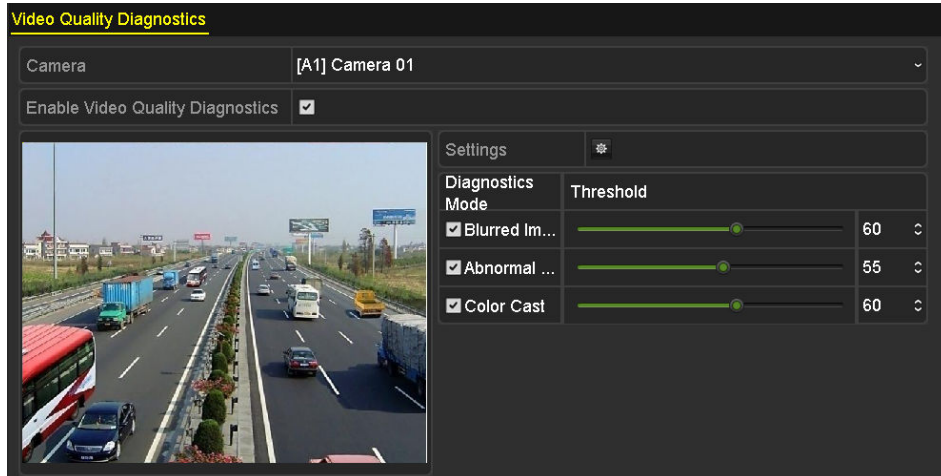 Video Quality Diagnostics
Camera [A1] Camera 01
Enable Video Quality Diagnostics
Settings
Diagnostics Mode Threshold
Blurred Im... 60
Abnormal ... 55
Color Cast 60